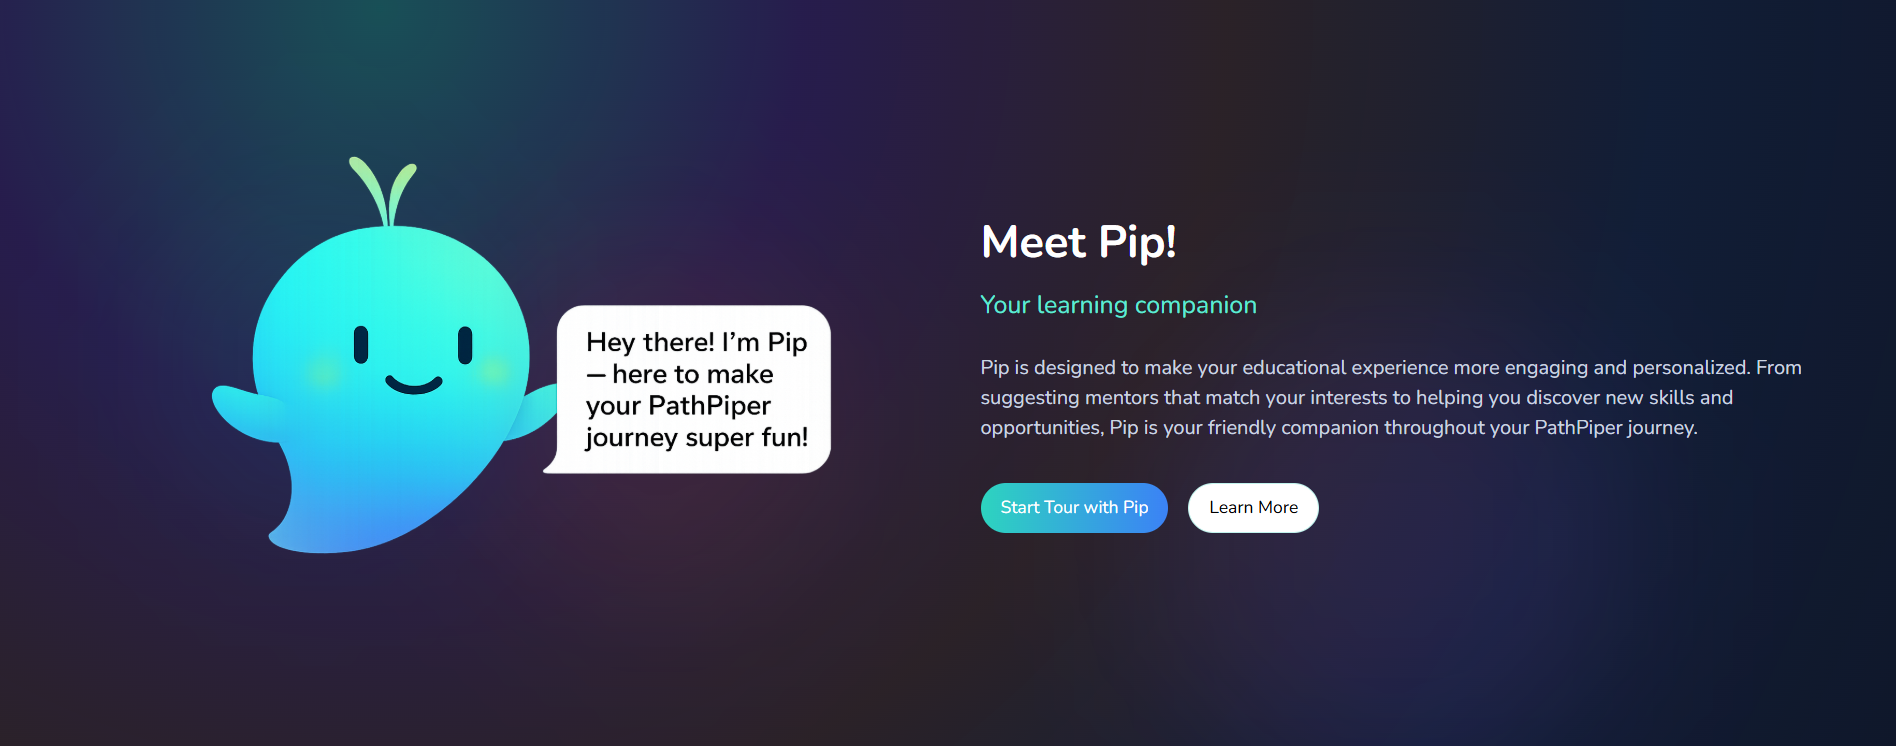 Hey there! I’m Pip
— here to make
your PathPiper
journey super fun!
Meet Pip!
Your learning companion
Pip is designed to make your educational experience more engaging and personalized. From
suggesting mentors that match your interests to helping you discover new skills and
opportunities, Pip is your friendly companion throughout your PathPiper journey.
Start Tour with Pip
Learn More